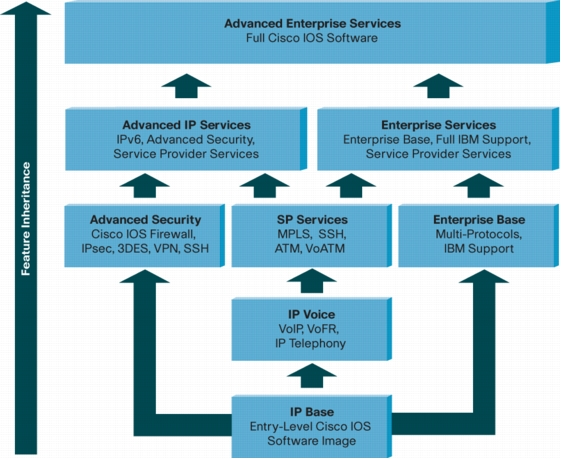 Advanced Enterprise Services
Full Cisco IOS Software
Advanced IP Services
IPv6, Advanced Security,
Service Provider Services
Enterprise Services
Enterprise Base, Full IBM Support,
Service Provider Services
Feature Inheritance
Advanced Security
Cisco IOS Firewall,
IPsec, 3DES, VPN, SSH
SP Services
MPLS, SSH,
ATM, VoATM
Enterprise Base
Multi-Protocols,
IBM Support
IP Voice
VoIP, VoFR,
IP Telephony
IP Base
Entry-Level Cisco IOS
Software Image